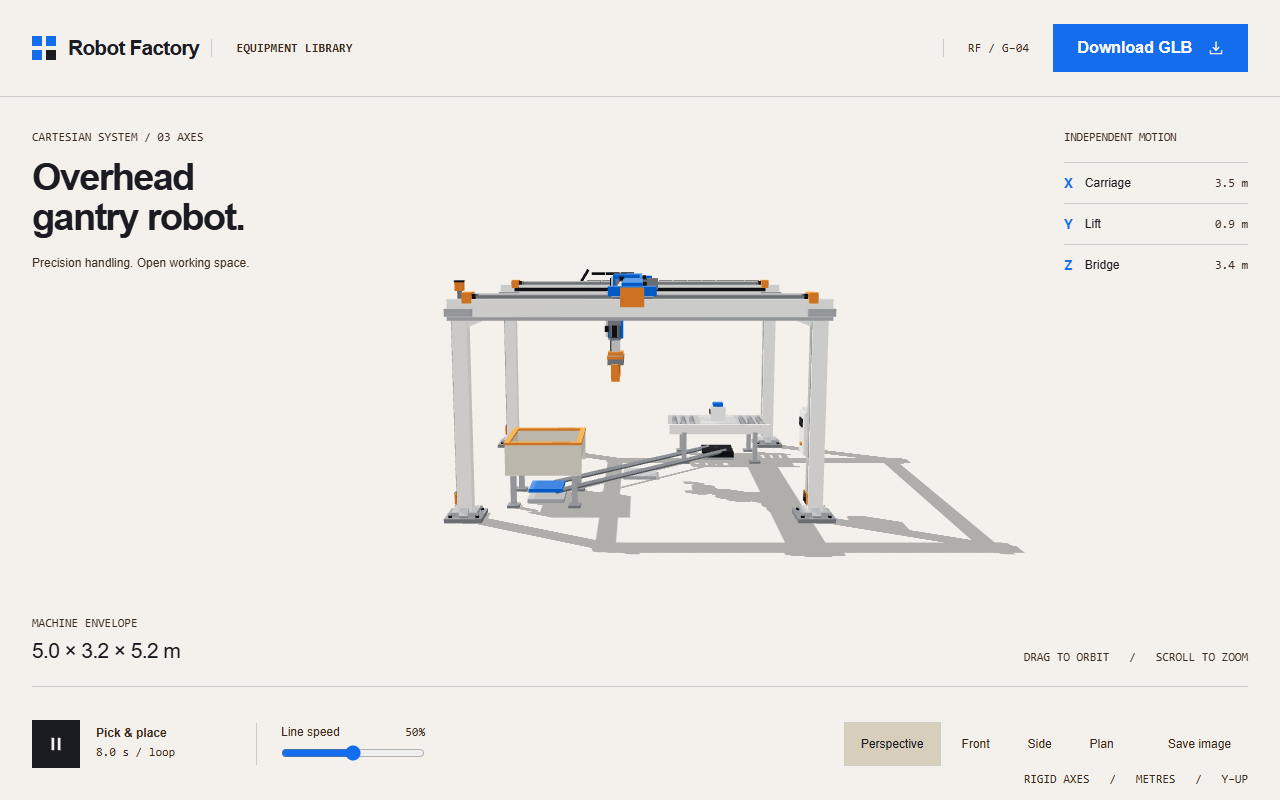 Robot Factory
EQUIPMENT LIBRARY
RF / G-04
Download GLB
CARTESIAN SYSTEM / 03 AXES
Overhead
gantry robot.
Precision handling. Open working space.
INDEPENDENT MOTION
X Carriage 3.5 m
Y Lift 0.9 m
Z Bridge 3.4 m
MACHINE ENVELOPE
5.0 × 3.2 × 5.2 m
DRAG TO ORBIT / SCROLL TO ZOOM
Pick & place
8.0 s / loop
Line speed 50%
Perspective Front Side Plan Save image
RIGID AXES / METRES / Y-UP